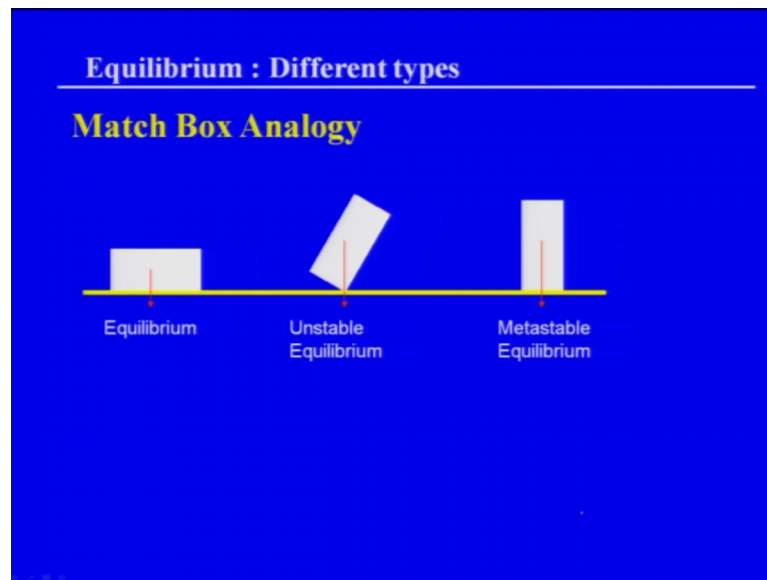 Equilibrium : Different types
Match Box Analogy
Equilibrium
Unstable
Equilibrium
Metastable
Equilibrium